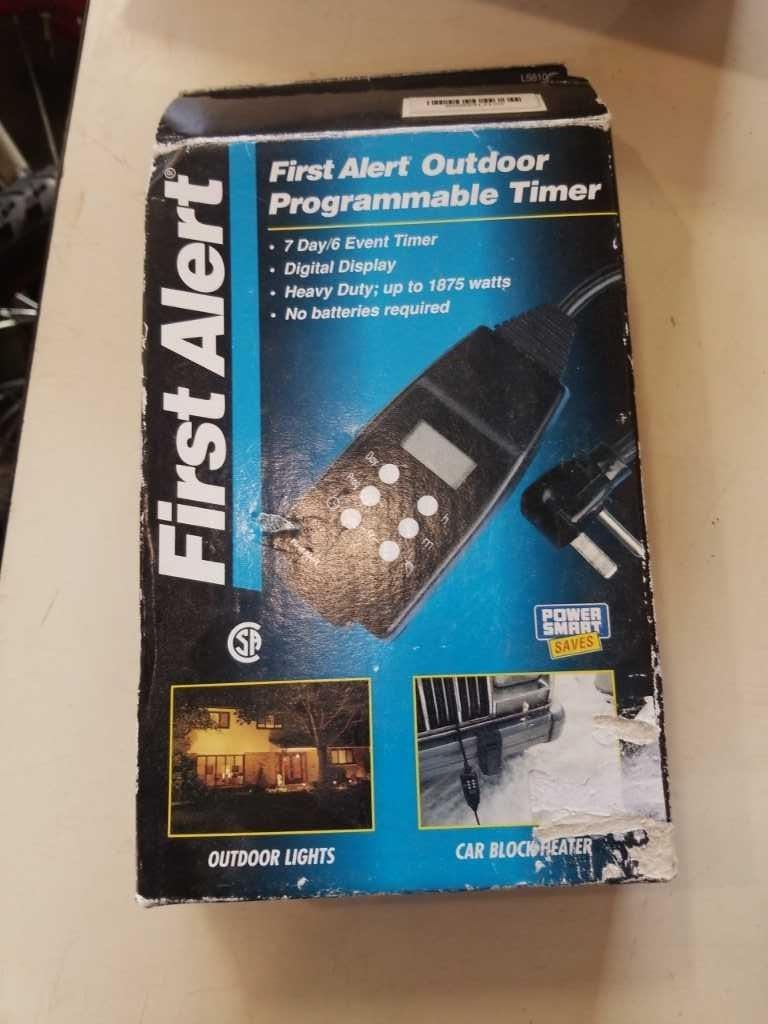 First Alert®
First Alert® Outdoor
Programmable Timer
• 7 Day/6 Event Timer
• Digital Display
• Heavy Duty; up to 1875 watts
• No batteries required
Day
h
m
POWER
SMART
SAVES
OUTDOOR LIGHTS
CAR BLOCK HEATER